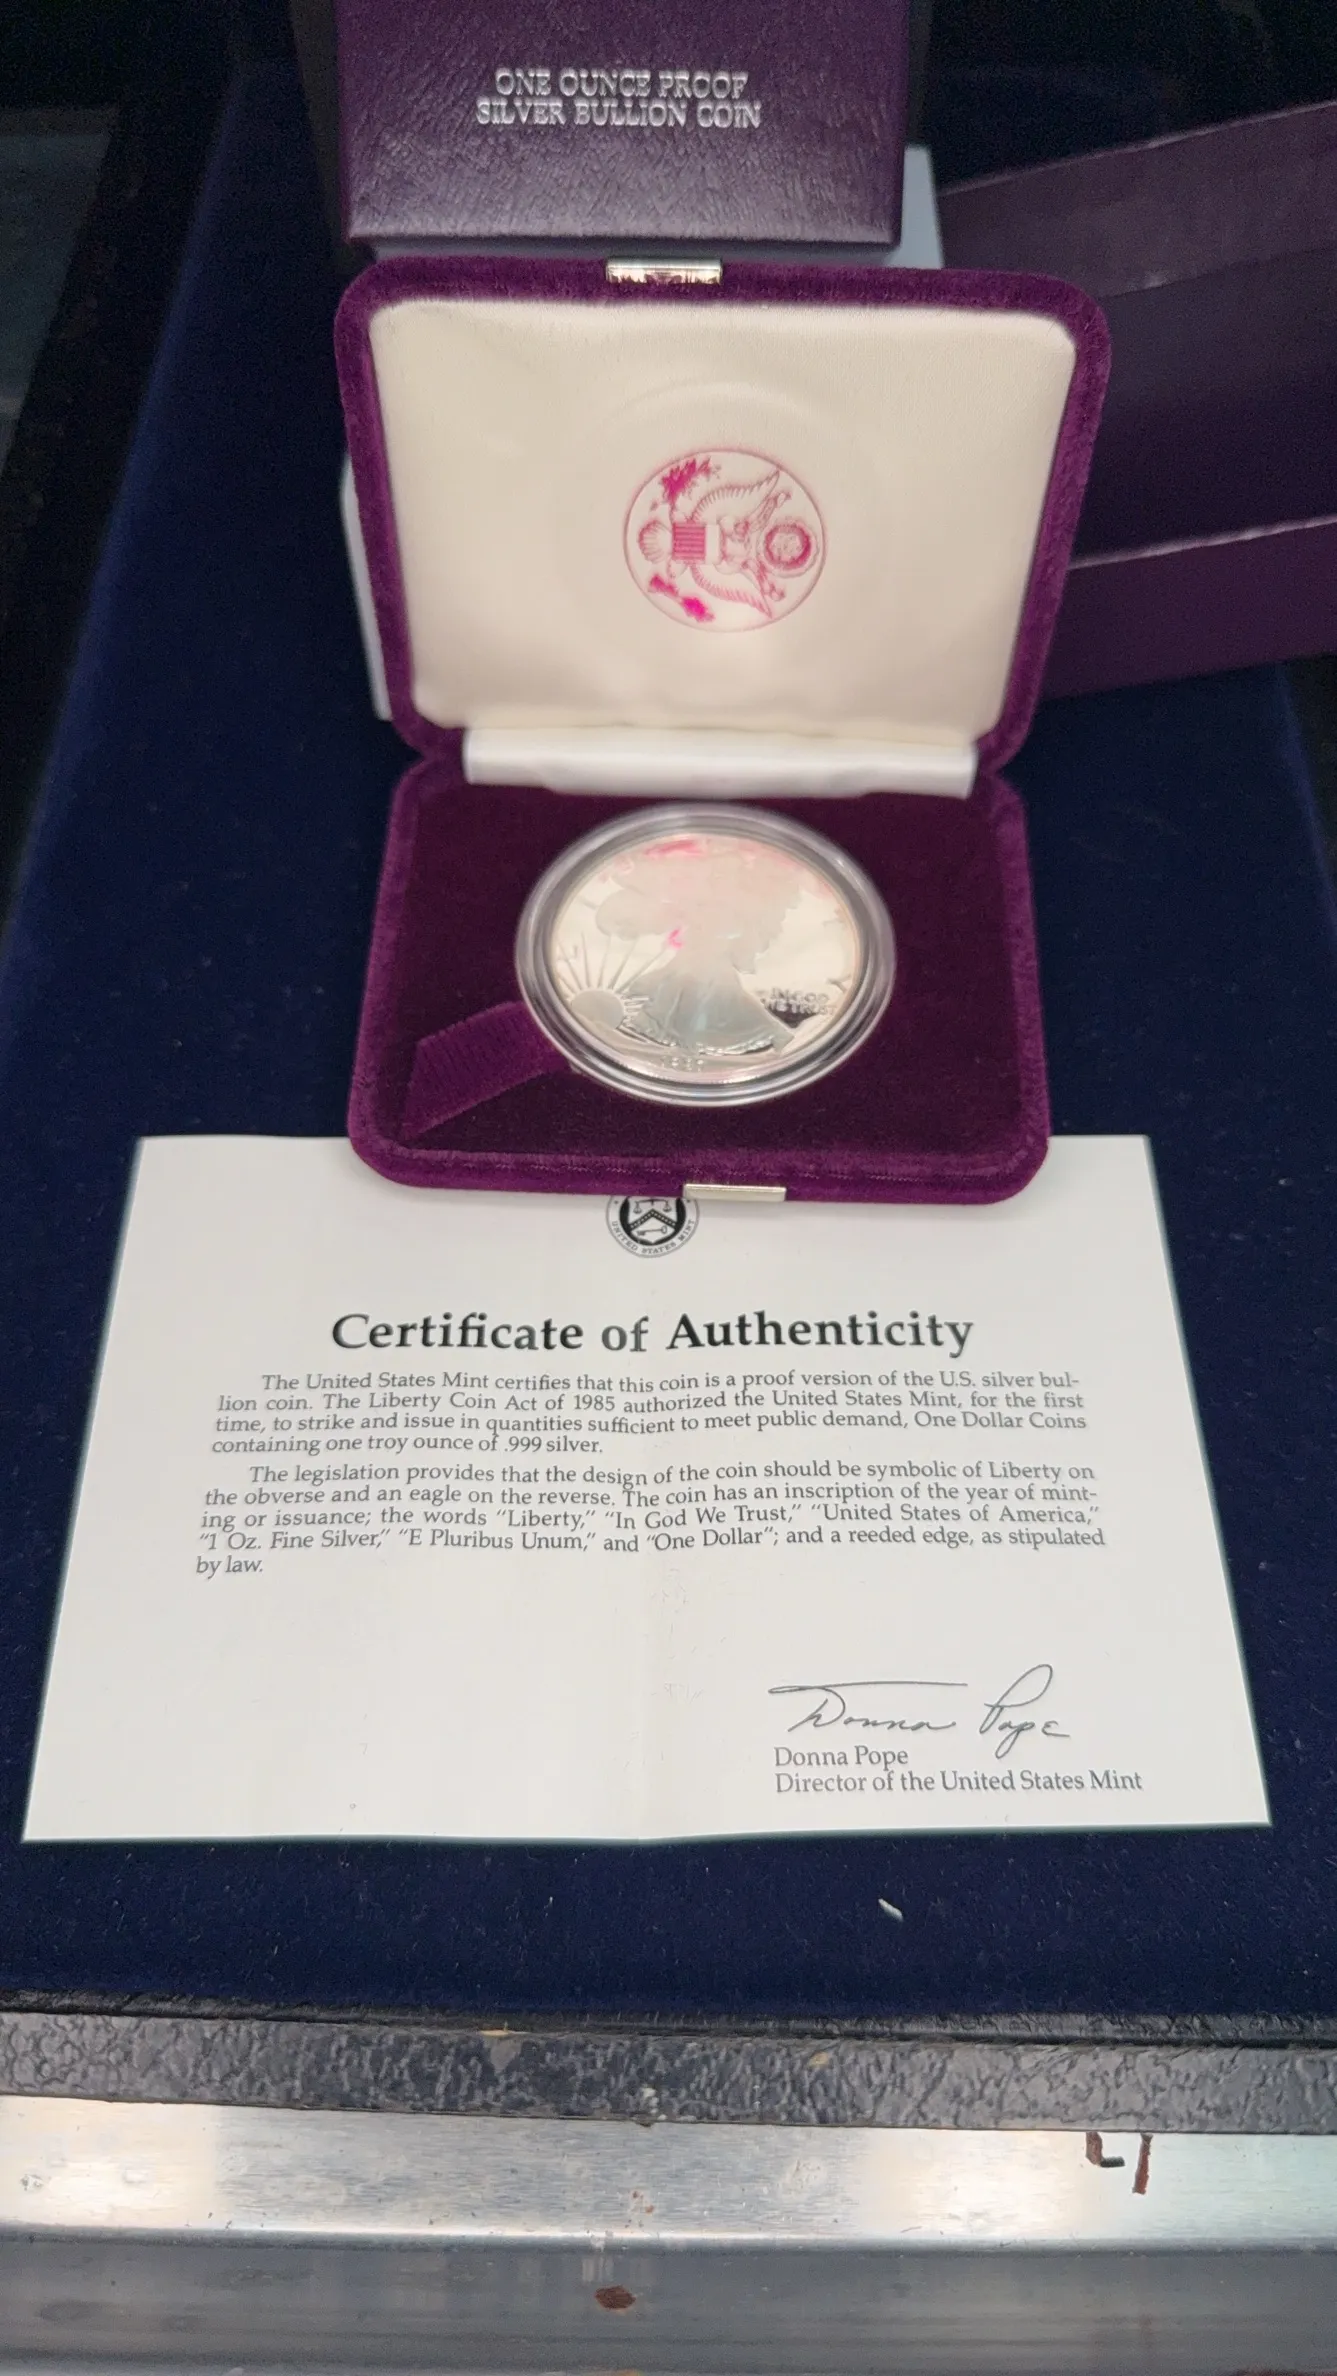 ONE OUNCE PROOF
SILVER BULLION COIN
IN GOD
WE TRUST
UNITED STATES MINT
Certificate of Authenticity
The United States Mint certifies that this coin is a proof version of the U.S. silver bul-
lion coin. The Liberty Coin Act of 1985 authorized the United States Mint, for the first
time, to strike and issue in quantities sufficient to meet public demand, One Dollar Coins
containing one troy ounce of .999 silver.
The legislation provides that the design of the coin should be symbolic of Liberty on
the obverse and an eagle on the reverse. The coin has an inscription of the year of mint-
ing or issuance; the words “Liberty,” “In God We Trust,” “United States of America,”
“1 Oz. Fine Silver,” “E Pluribus Unum,” and “One Dollar”; and a reeded edge, as stipulated
by law.
Donna Pope
Donna Pope
Director of the United States Mint